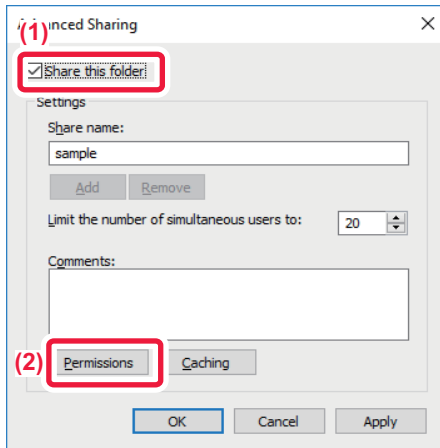 Advanced Sharing
(1)
Share this folder
Settings
Share name:
sample
Add Remove
Limit the number of simultaneous users to: 20
Comments:
(2) Permissions Caching
OK Cancel Apply